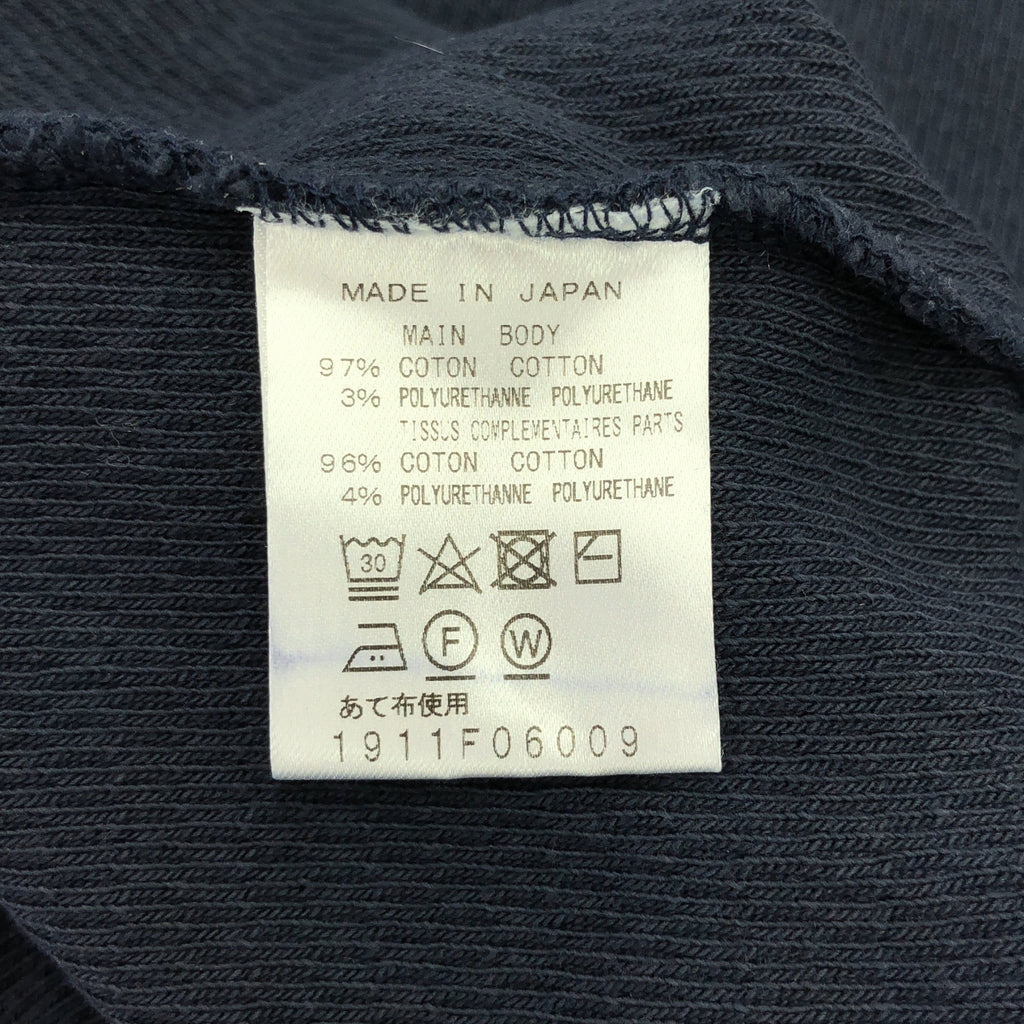 MADE IN JAPAN
MAIN BODY
97% COTON COTTON
3% POLYURETHANNE POLYURETHANE
TISSUS COMPLEMENTAIRES PARTS
96% COTON COTTON
4% POLYURETHANNE POLYURETHANE
30
F W
あて布使用
1911F06009